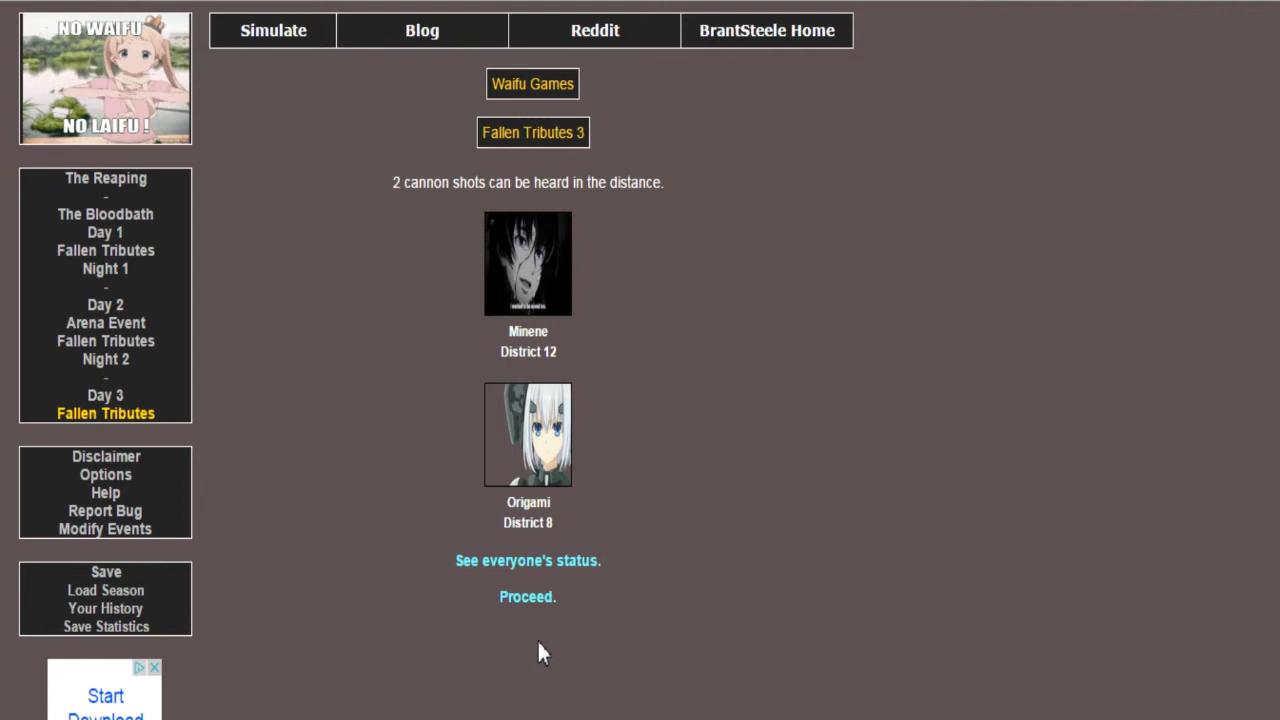 NO WAIFU
NO LAIFU !
Simulate
Blog
Reddit
BrantSteele Home
Waifu Games
Fallen Tributes 3
2 cannon shots can be heard in the distance.
Minene
District 12
Origami
District 8
See everyone's status.
Proceed.
The Reaping
-
The Bloodbath
Day 1
Fallen Tributes
Night 1
-
Day 2
Arena Event
Fallen Tributes
Night 2
-
Day 3
Fallen Tributes
Disclaimer
Options
Help
Report Bug
Modify Events
Save
Load Season
Your History
Save Statistics
Start
Download